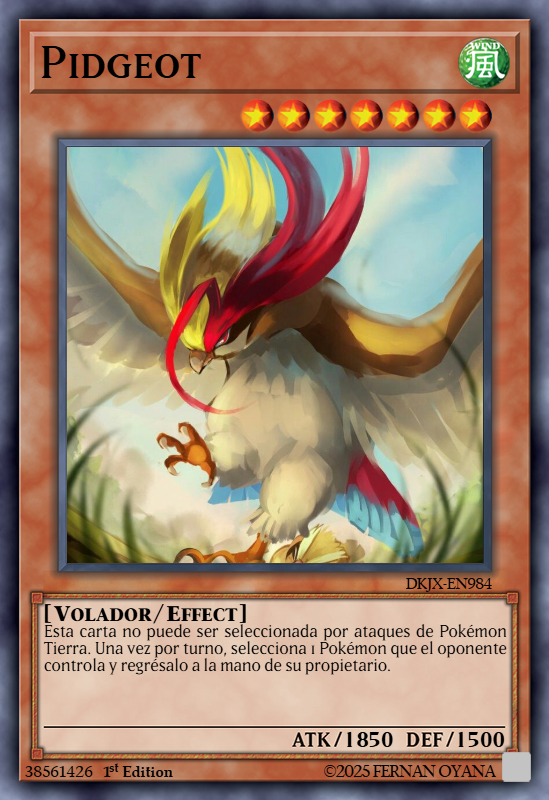 Pidgeot
WIND
風
DKJX-EN984
[Volador/Effect]
Esta carta no puede ser seleccionada por ataques de Pokémon
Tierra. Una vez por turno, selecciona 1 Pokémon que el oponente
controla y regrésalo a la mano de su propietario.
ATK/1850 DEF/1500
38561426 1st Edition ©2025 FERNAN OYANA